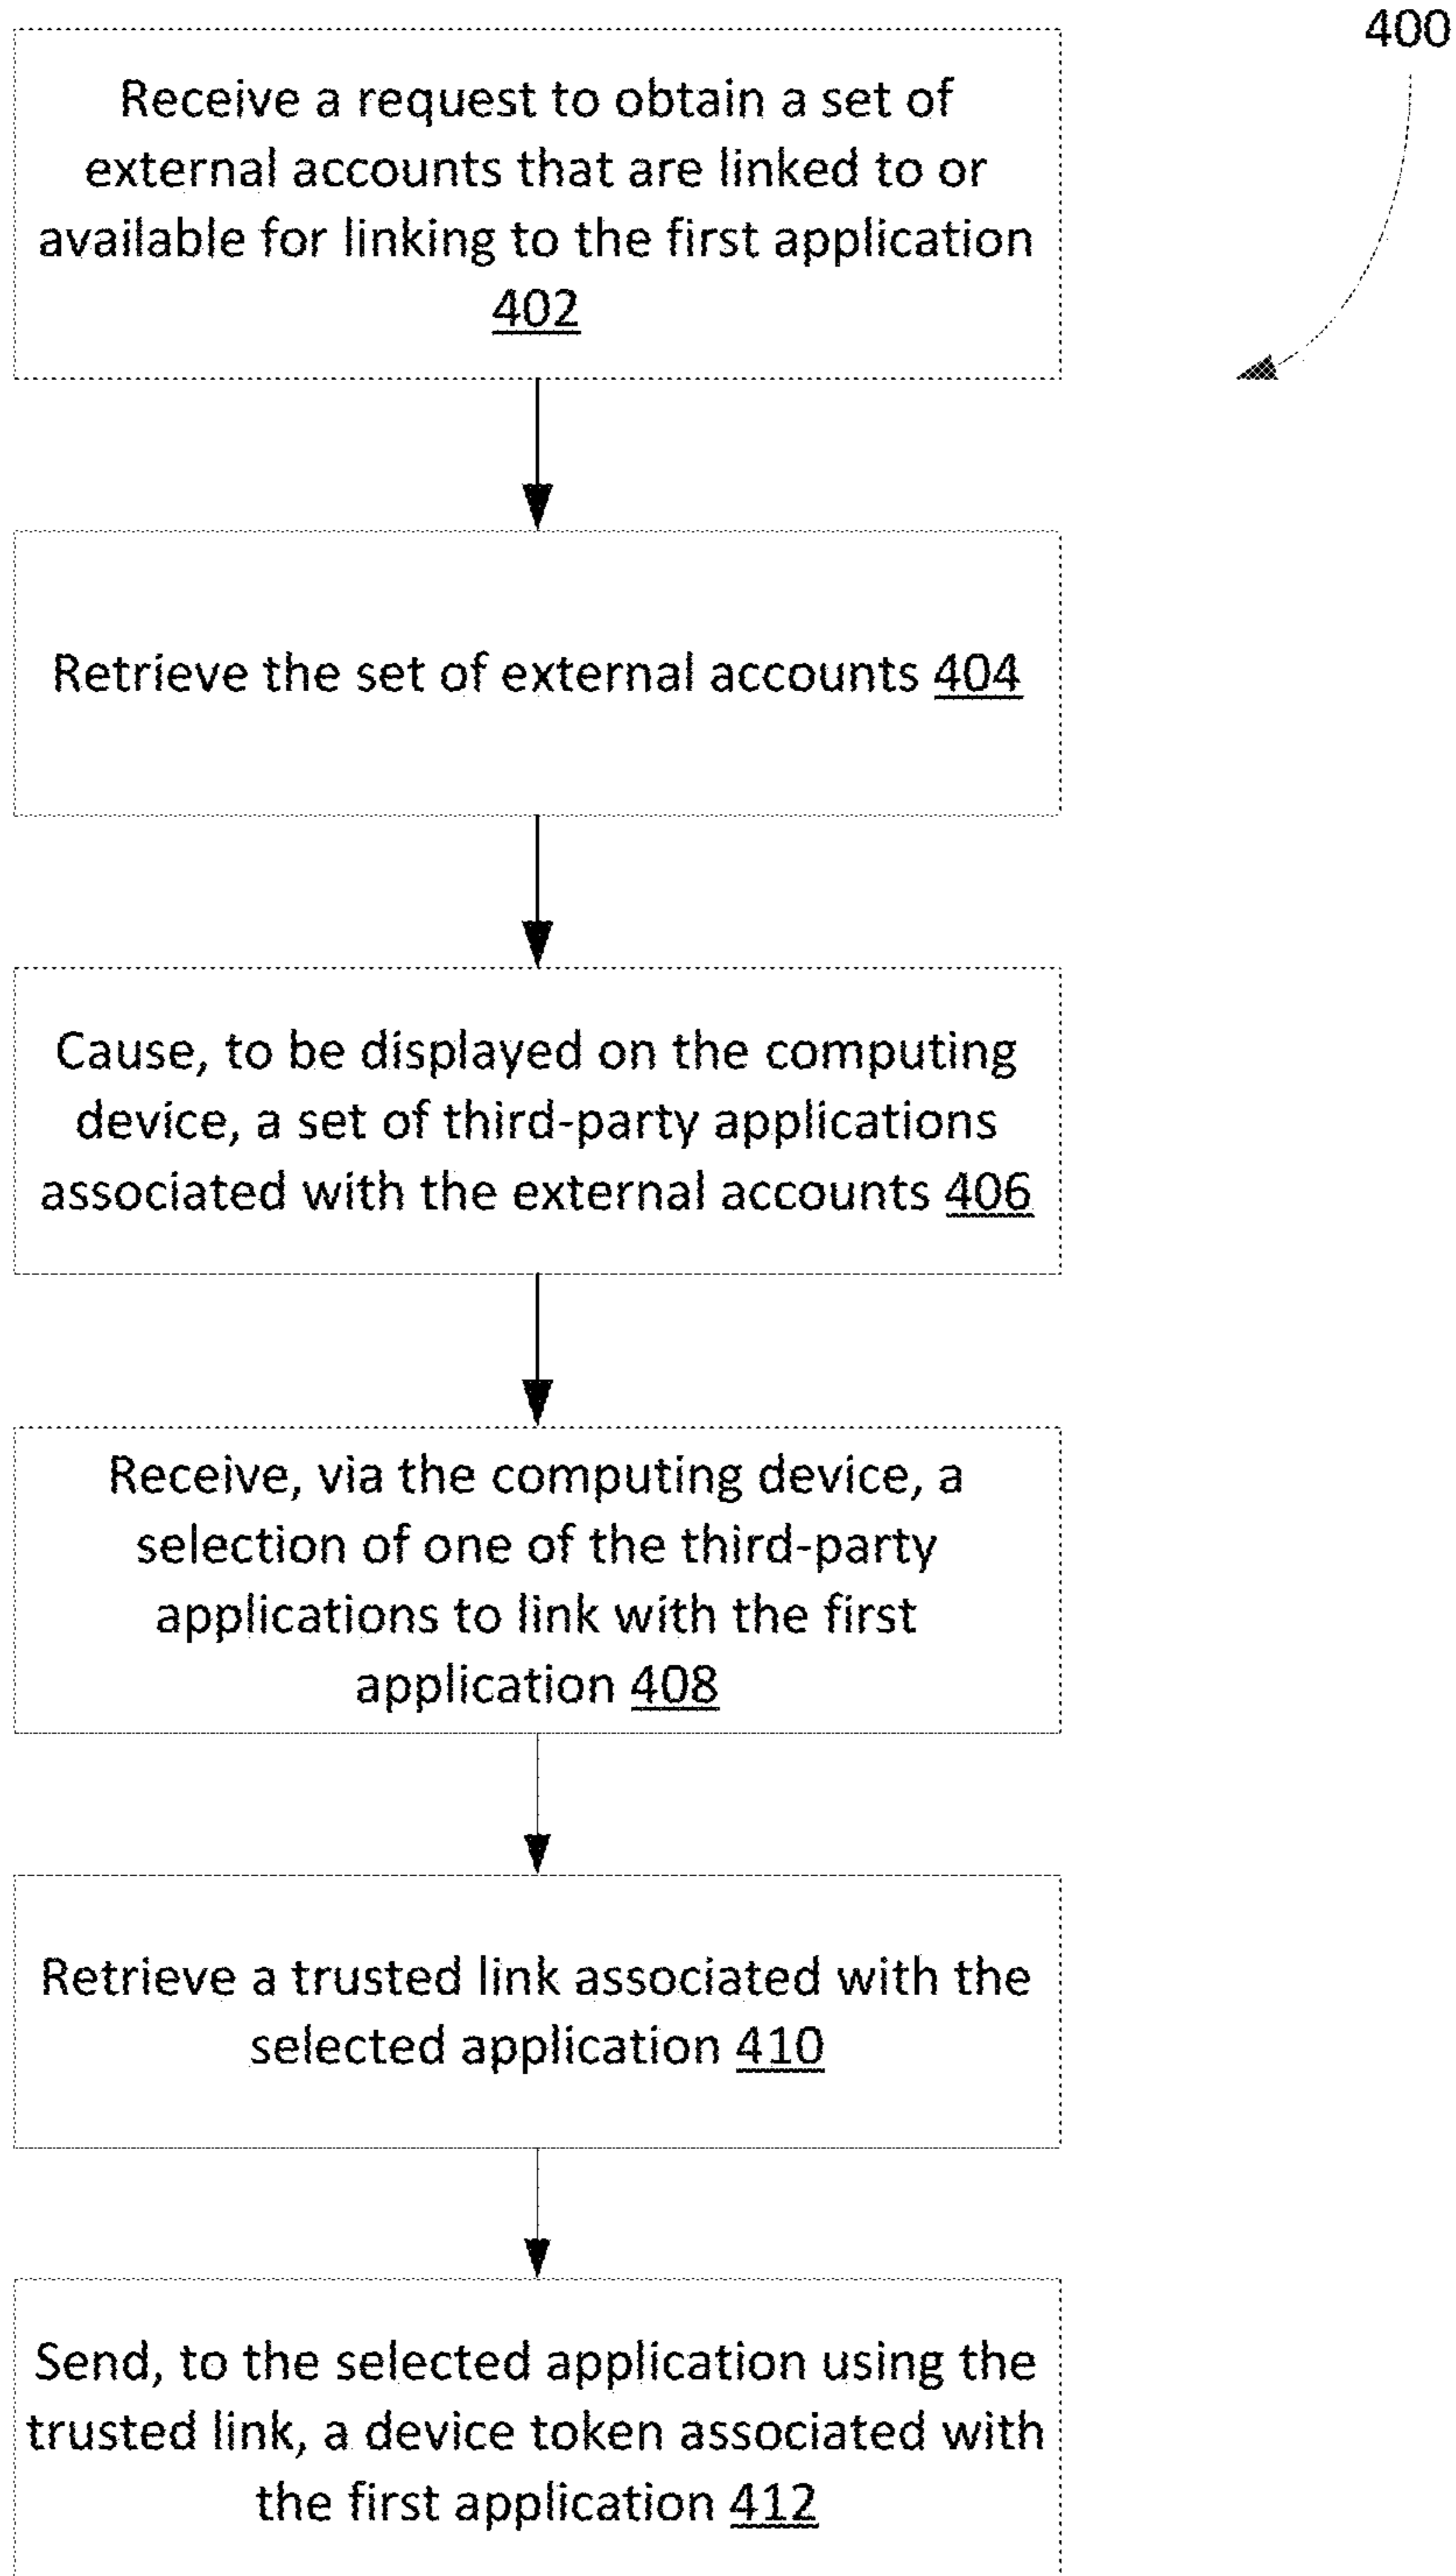 400
Receive a request to obtain a set of
external accounts that are linked to or
available for linking to the first application
402
Retrieve the set of external accounts 404
Cause, to be displayed on the computing
device, a set of third-party applications
associated with the external accounts 406
Receive, via the computing device, a
selection of one of the third-party
applications to link with the first
application 408
Retrieve a trusted link associated with the
selected application 410
Send, to the selected application using the
trusted link, a device token associated with
the first application 412